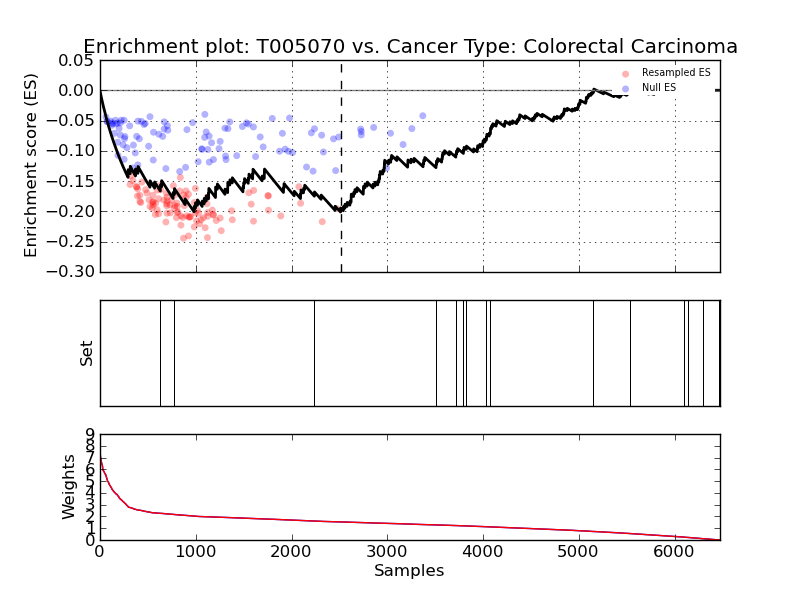 Enrichment plot: T005070 vs. Cancer Type: Colorectal Carcinoma
Enrichment score (ES)
0.05
0.00
−0.05
−0.10
−0.15
−0.20
−0.25
−0.30
Resampled ES
Null ES
Set
Weights
9
8
7
6
5
4
3
2
1
0
0 1000 2000 3000 4000 5000 6000
Samples